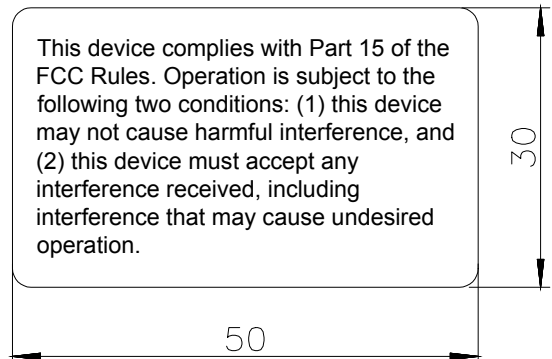 This device complies with Part 15 of the
FCC Rules. Operation is subject to the
following two conditions: (1) this device
may not cause harmful interference, and
(2) this device must accept any
interference received, including
interference that may cause undesired
operation.
30
50